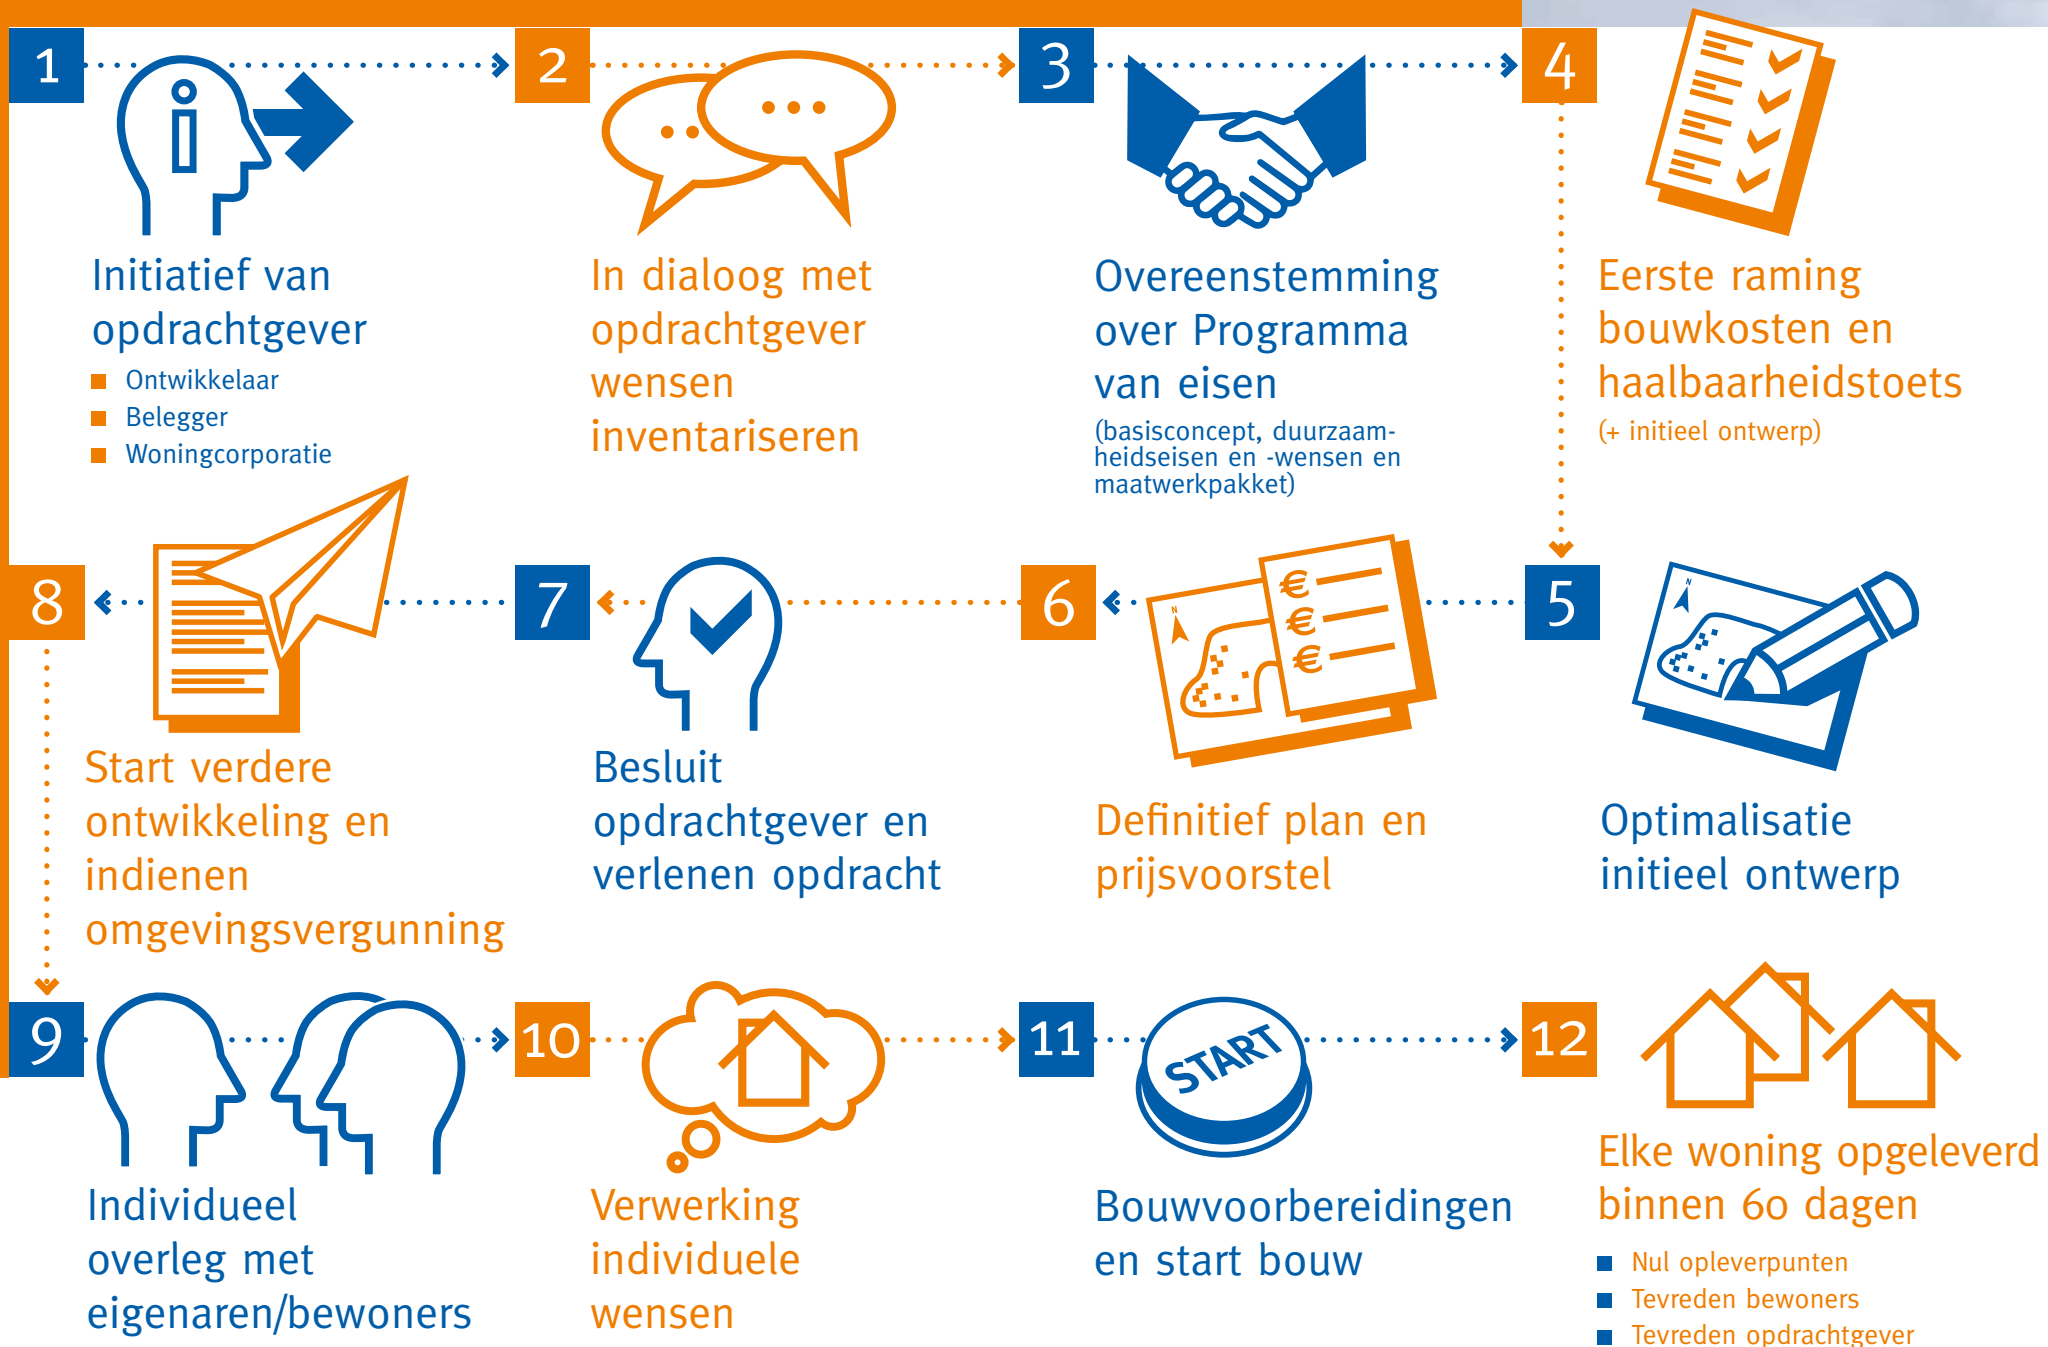 1
Initiatief van
opdrachtgever
Ontwikkelaar
Belegger
Woningcorporatie
2
In dialoog met
opdrachtgever
wensen
inventariseren
3
Overeenstemming
over Programma
van eisen
(basisconcept, duurzaam-
heidseisen en -wensen en
maatwerkpakket)
4
Eerste raming
bouwkosten en
haalbaarheidstoets
(+ initieel ontwerp)
5
N
Optimalisatie
initieel ontwerp
6
N
€
€
€
Definitief plan en
prijsvoorstel
7
Besluit
opdrachtgever en
verlenen opdracht
8
Start verdere
ontwikkeling en
indienen
omgevingsvergunning
9
Individueel
overleg met
eigenaren/bewoners
10
Verwerking
individuele
wensen
11
START
Bouwvoorbereidingen
en start bouw
12
Elke woning opgeleverd
binnen 60 dagen
Nul opleverpunten
Tevreden bewoners
Tevreden opdrachtgever